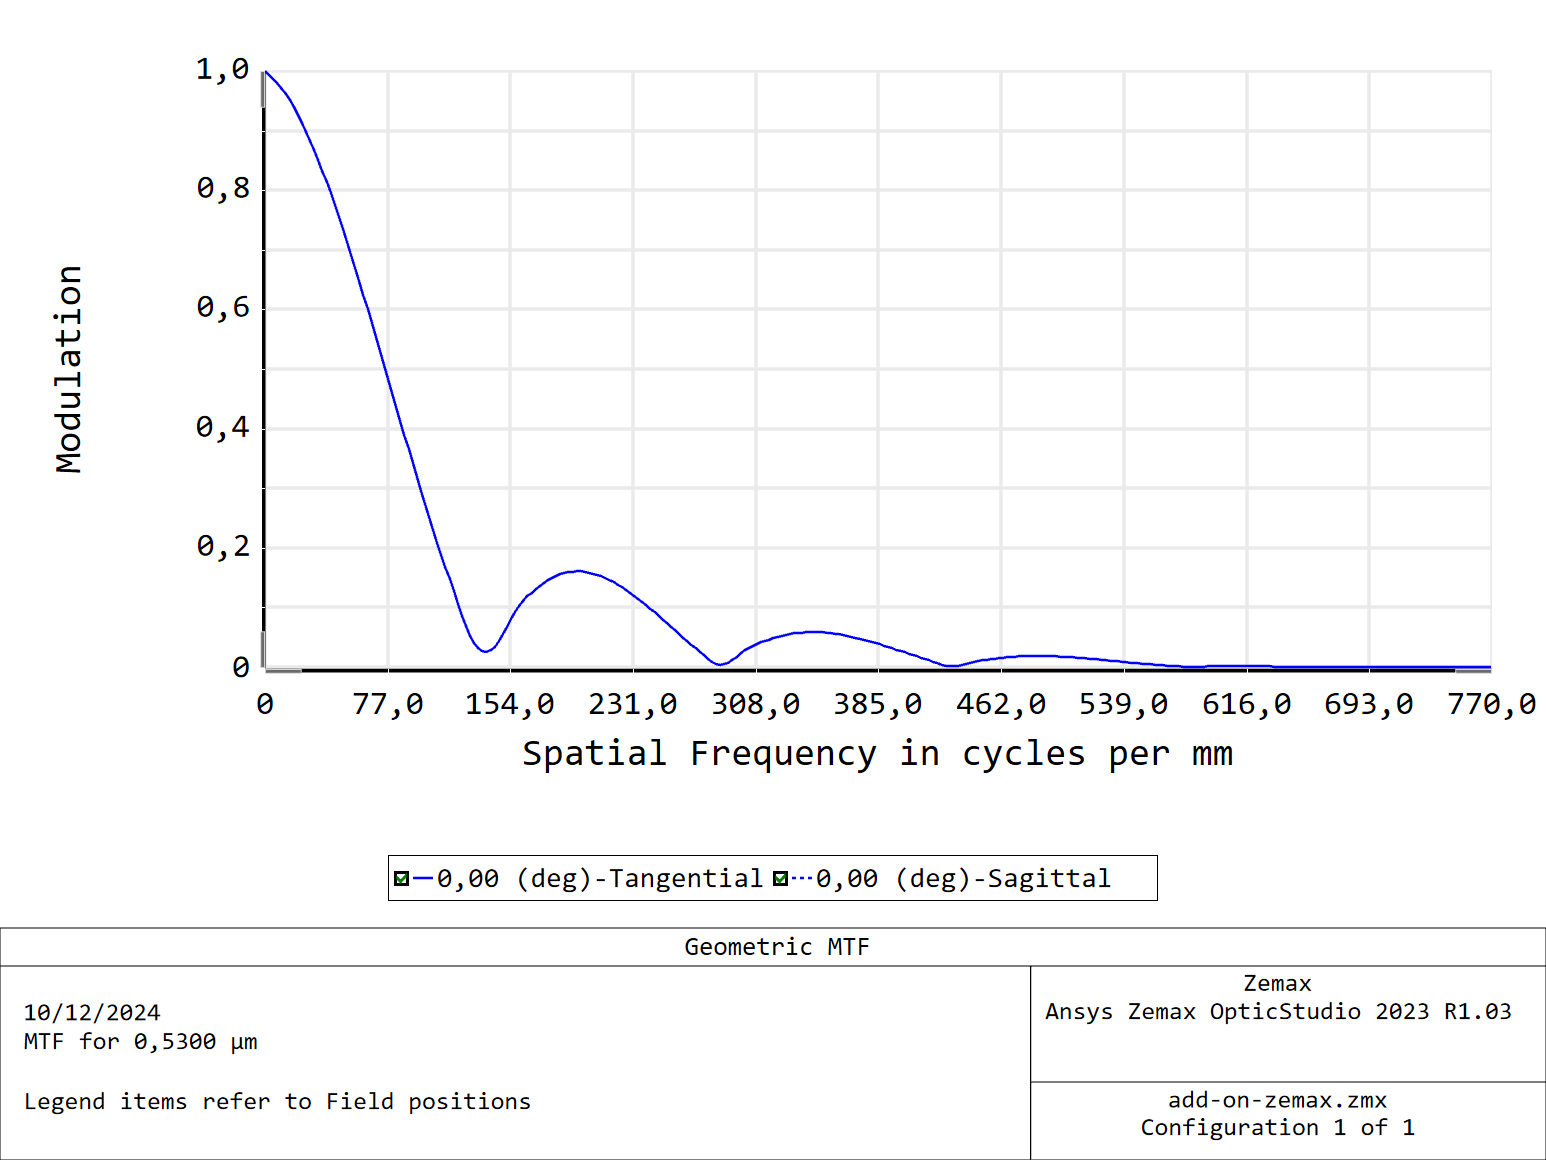 1,0
0,8
0,6
0,4
0,2
0
Modulation
0 77,0 154,0 231,0 308,0 385,0 462,0 539,0 616,0 693,0 770,0
Spatial Frequency in cycles per mm
0,00 (deg)-Tangential 0,00 (deg)-Sagittal
Geometric MTF
10/12/2024
MTF for 0,5300 µm
Legend items refer to Field positions
Zemax
Ansys Zemax OpticStudio 2023 R1.03
add-on-zemax.zmx
Configuration 1 of 1